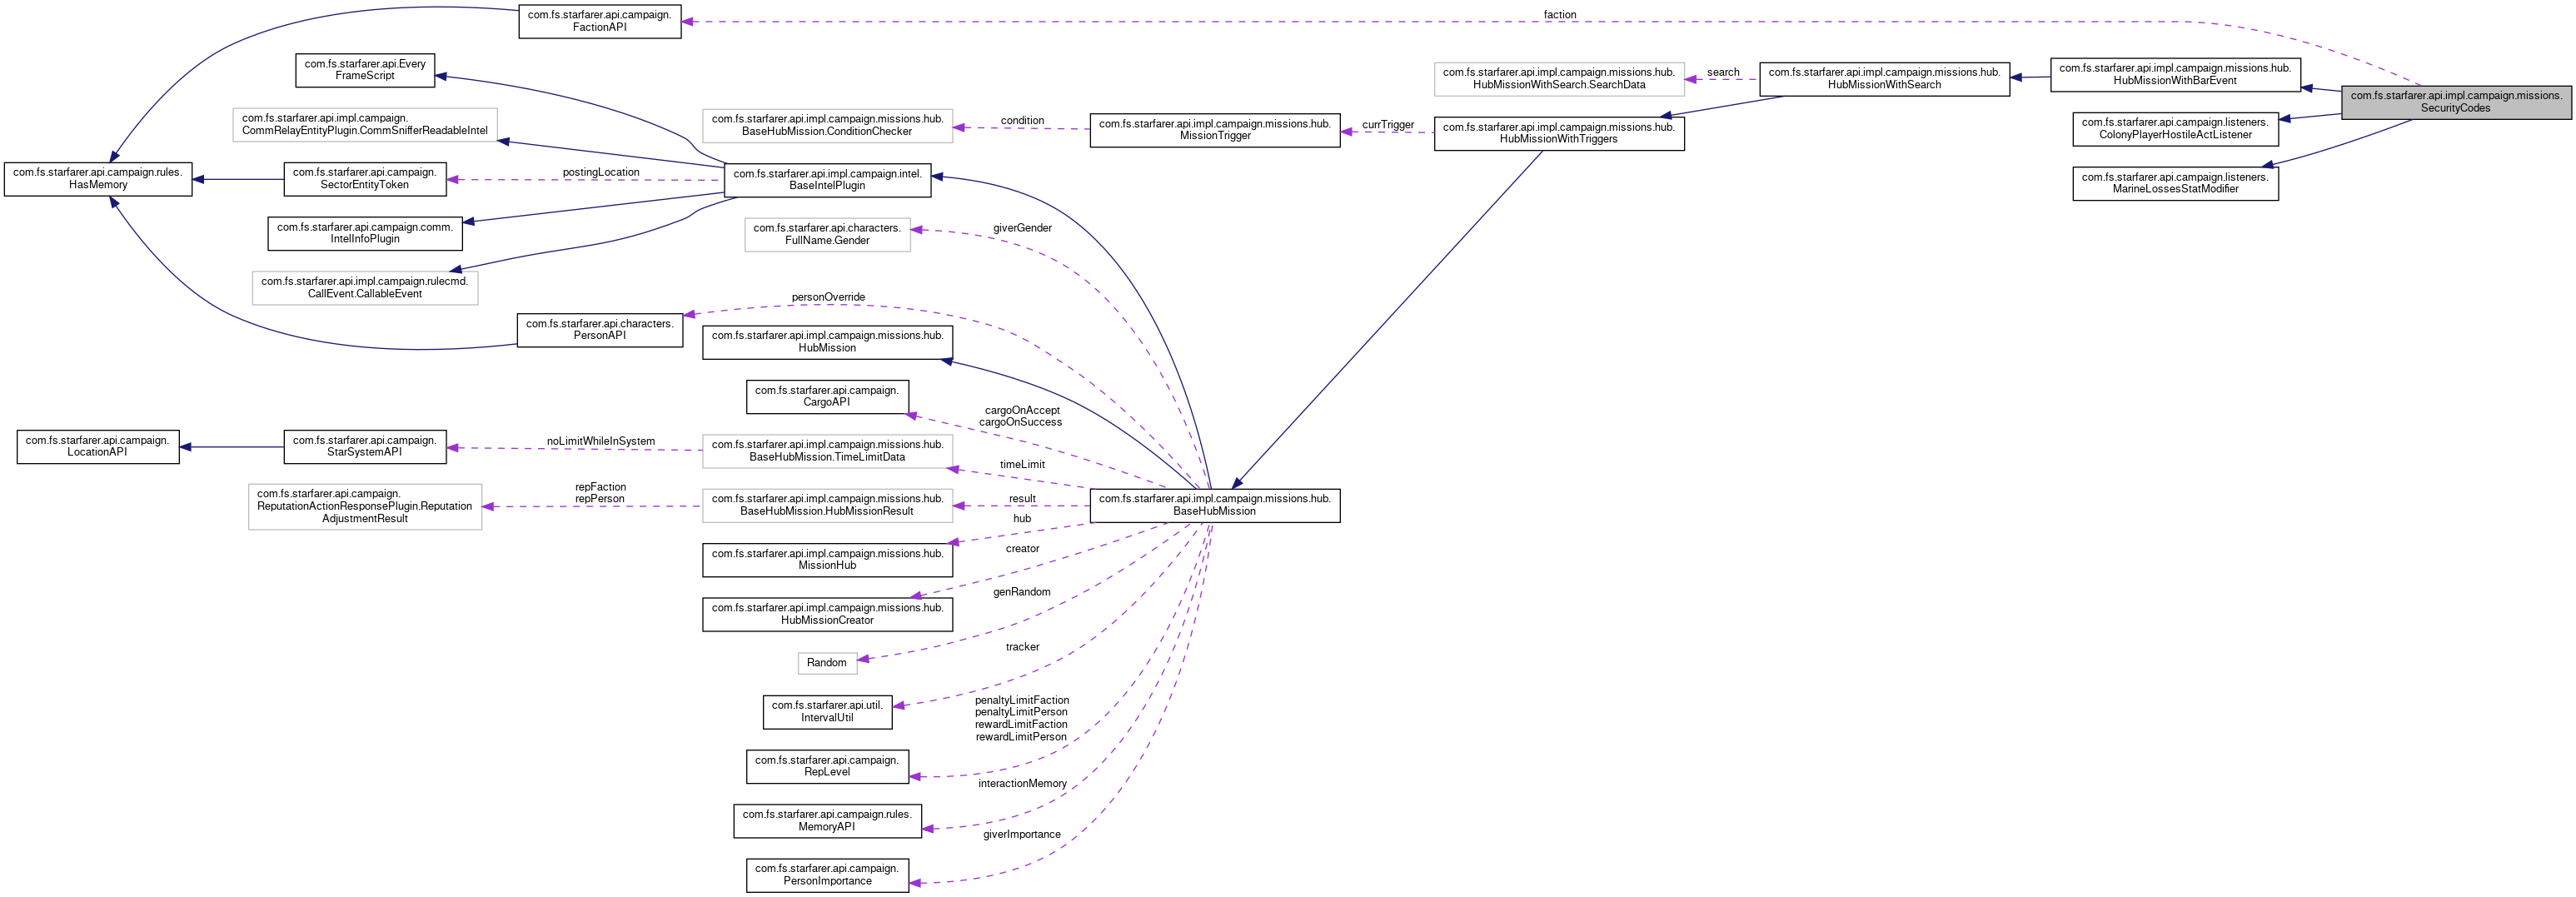 com.fs.starfarer.api.campaign.
FactionAPI
faction
com.fs.starfarer.api.Every
FrameScript
com.fs.starfarer.api.impl.campaign.missions.hub.
HubMissionWithSearch.SearchData
search
com.fs.starfarer.api.impl.campaign.missions.hub.
HubMissionWithSearch
com.fs.starfarer.api.impl.campaign.missions.hub.
HubMissionWithBarEvent
com.fs.starfarer.api.impl.campaign.missions.
SecurityCodes
com.fs.starfarer.api.impl.campaign.
CommRelayEntityPlugin.CommSnifferReadableIntel
com.fs.starfarer.api.impl.campaign.missions.hub.
BaseHubMission.ConditionChecker
condition
com.fs.starfarer.api.impl.campaign.missions.hub.
MissionTrigger
currTrigger
com.fs.starfarer.api.impl.campaign.missions.hub.
HubMissionWithTriggers
com.fs.starfarer.api.campaign.listeners.
ColonyPlayerHostileActListener
com.fs.starfarer.api.campaign.rules.
HasMemory
com.fs.starfarer.api.campaign.
SectorEntityToken
postingLocation
com.fs.starfarer.api.impl.campaign.intel.
BaseIntelPlugin
com.fs.starfarer.api.campaign.listeners.
MarineLossesStatModifier
com.fs.starfarer.api.campaign.comm.
IntelInfoPlugin
com.fs.starfarer.api.characters.
FullName.Gender
giverGender
com.fs.starfarer.api.impl.campaign.rulecmd.
CallEvent.CallableEvent
personOverride
com.fs.starfarer.api.characters.
PersonAPI
com.fs.starfarer.api.impl.campaign.missions.hub.
HubMission
com.fs.starfarer.api.campaign.
CargoAPI
cargoOnAccept
cargoOnSuccess
com.fs.starfarer.api.campaign.
LocationAPI
com.fs.starfarer.api.campaign.
StarSystemAPI
noLimitWhileInSystem
com.fs.starfarer.api.impl.campaign.missions.hub.
BaseHubMission.TimeLimitData
timeLimit
com.fs.starfarer.api.campaign.
ReputationActionResponsePlugin.Reputation
AdjustmentResult
repFaction
repPerson
com.fs.starfarer.api.impl.campaign.missions.hub.
BaseHubMission.HubMissionResult
result
com.fs.starfarer.api.impl.campaign.missions.hub.
BaseHubMission
hub
com.fs.starfarer.api.impl.campaign.missions.hub.
MissionHub
creator
com.fs.starfarer.api.impl.campaign.missions.hub.
HubMissionCreator
genRandom
Random
tracker
com.fs.starfarer.api.util.
IntervalUtil
penaltyLimitFaction
penaltyLimitPerson
rewardLimitFaction
rewardLimitPerson
com.fs.starfarer.api.campaign.
RepLevel
interactionMemory
com.fs.starfarer.api.campaign.rules.
MemoryAPI
giverImportance
com.fs.starfarer.api.campaign.
PersonImportance